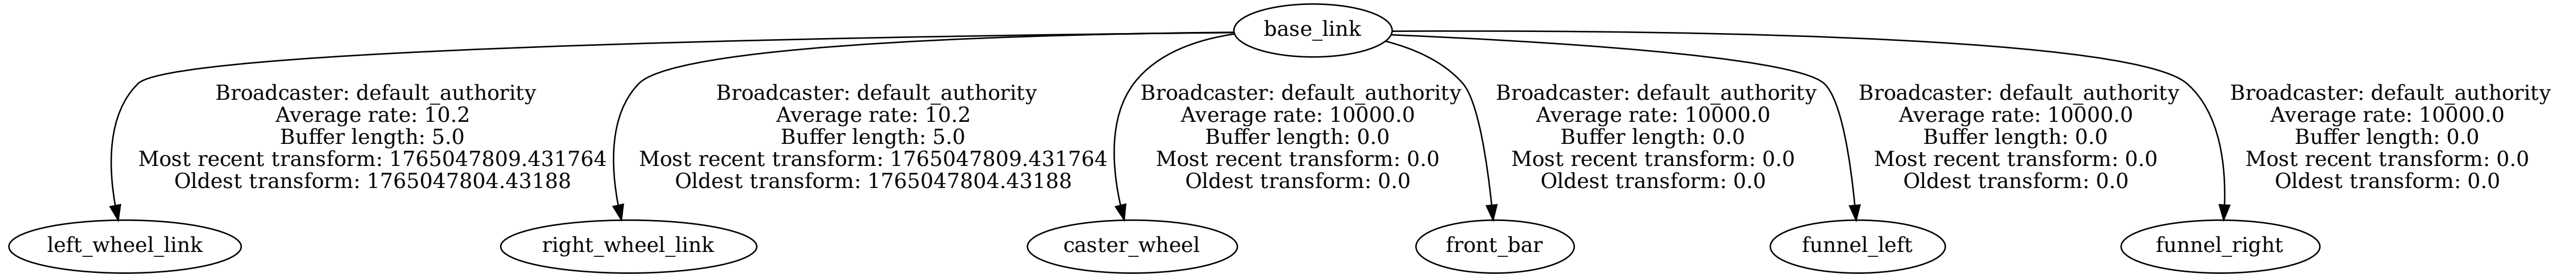 base_link
Broadcaster: default_authority
Average rate: 10.2
Buffer length: 5.0
Most recent transform: 1765047809.431764
Oldest transform: 1765047804.43188
Broadcaster: default_authority
Average rate: 10.2
Buffer length: 5.0
Most recent transform: 1765047809.431764
Oldest transform: 1765047804.43188
Broadcaster: default_authority
Average rate: 10000.0
Buffer length: 0.0
Most recent transform: 0.0
Oldest transform: 0.0
Broadcaster: default_authority
Average rate: 10000.0
Buffer length: 0.0
Most recent transform: 0.0
Oldest transform: 0.0
Broadcaster: default_authority
Average rate: 10000.0
Buffer length: 0.0
Most recent transform: 0.0
Oldest transform: 0.0
Broadcaster: default_authority
Average rate: 10000.0
Buffer length: 0.0
Most recent transform: 0.0
Oldest transform: 0.0
left_wheel_link
right_wheel_link
caster_wheel
front_bar
funnel_left
funnel_right